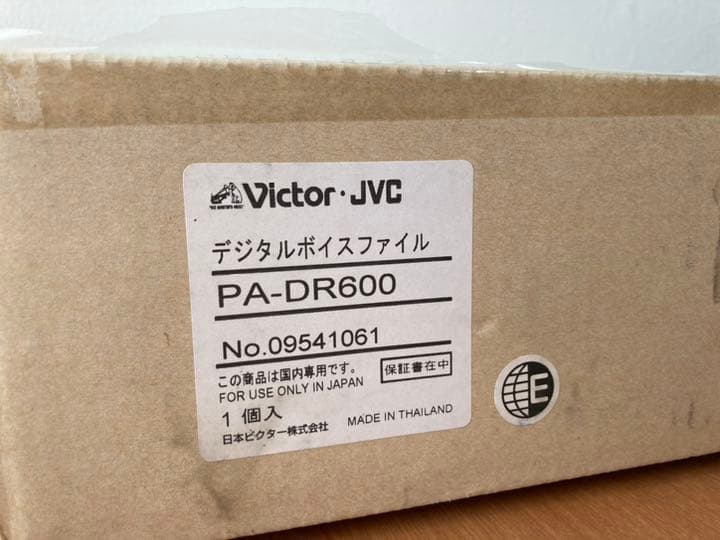 Victor・JVC
デジタルボイスファイル
PA-DR600
No.09541061
この商品は国内専用です。
FOR USE ONLY IN JAPAN
保証書在中
1個入
MADE IN THAILAND
日本ビクター株式会社
E